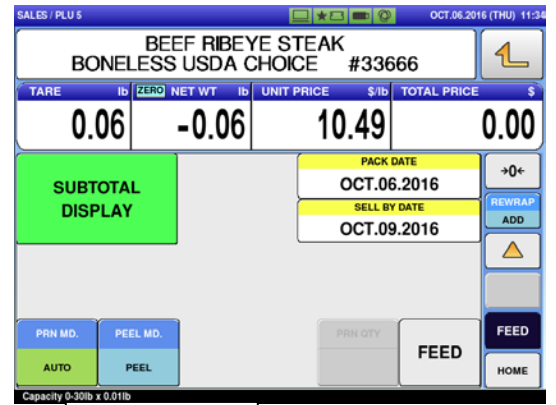 SALES / PLU 5
OCT.06.2016 (THU) 11:34
BEEF RIBEYE STEAK
BONELESS USDA CHOICE #33666
TARE lb ZERO NET WT lb UNIT PRICE $/lb TOTAL PRICE $
0.06 -0.06 10.49 0.00
SUBTOTAL
DISPLAY
PACK DATE
OCT.06.2016
SELL BY DATE
OCT.09.2016
→0←
REWRAP
ADD
PRN MD. PEEL MD. PRN QTY
AUTO PEEL
FEED
FEED
HOME
Capacity 0-30lb x 0.01lb